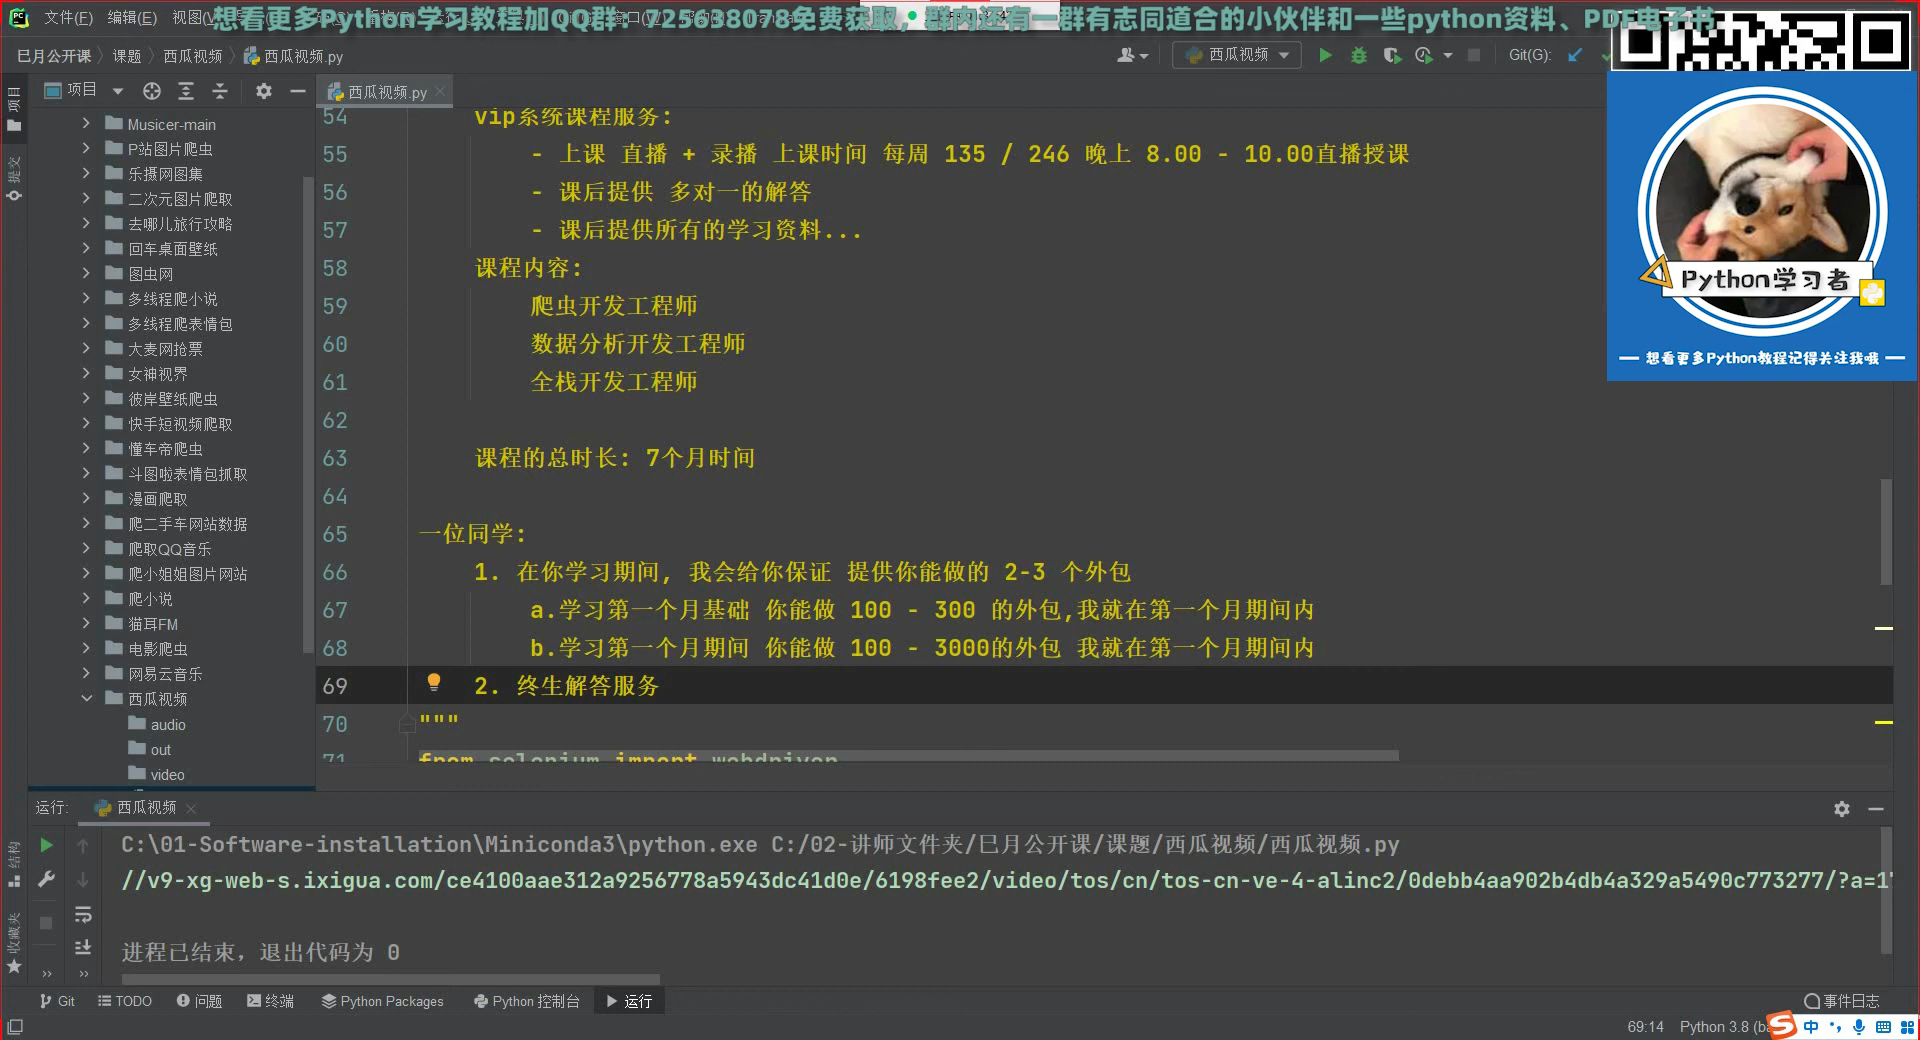 想看更多Python学习教程加QQ群：725638078免费获取，群内还有一群有志同道合的小伙伴和一些python资料、PDF电子书
文件(F) 编辑(E)
巳月公开课 课题 西瓜视频 西瓜视频.py
西瓜视频 Git(G):
项目
西瓜视频.py
项目
提交
结构
收藏夹
Musicer-main
P站图片爬虫
乐摄网图集
二次元图片爬取
去哪儿旅行攻略
回车桌面壁纸
图虫网
多线程爬小说
多线程爬表情包
大麦网抢票
女神视界
彼岸壁纸爬虫
快手短视频爬取
懂车帝爬虫
斗图啦表情包抓取
漫画爬取
爬二手车网站数据
爬取QQ音乐
爬小姐姐图片网站
爬小说
猫耳FM
电影爬虫
网易云音乐
西瓜视频
audio
out
video
54 vip系统课程服务:
55 - 上课 直播 + 录播 上课时间 每周 135 / 246 晚上 8.00 - 10.00直播授课
56 - 课后提供 多对一的解答
57 - 课后提供所有的学习资料...
58 课程内容:
59 爬虫开发工程师
60 数据分析开发工程师
61 全栈开发工程师
62
63 课程的总时长: 7个月时间
64
65 一位同学:
66 1. 在你学习期间, 我会给你保证 提供你能做的 2-3 个外包
67 a.学习第一个月基础 你能做 100 - 300 的外包,我就在第一个月期间内
68 b.学习第一个月期间 你能做 100 - 3000的外包 我就在第一个月期间内
69 2. 终生解答服务
70 """
71 from selenium import webdriver
Python学习者
想看更多Python教程记得关注我哦
运行: 西瓜视频
C:\01-Software-installation\Miniconda3\python.exe C:/02-讲师文件夹/巳月公开课/课题/西瓜视频/西瓜视频.py
//v9-xg-web-s.ixigua.com/ce4100aae312a9256778a5943dc41d0e/6198fee2/video/tos/cn/tos-cn-ve-4-alinc2/0debb4aa902b4db4a329a5490c773277/?a=1
进程已结束，退出代码为 0
Git TODO 问题 终端 Python Packages Python 控制台 运行 事件日志
69:14 Python 3.8 (ba
中